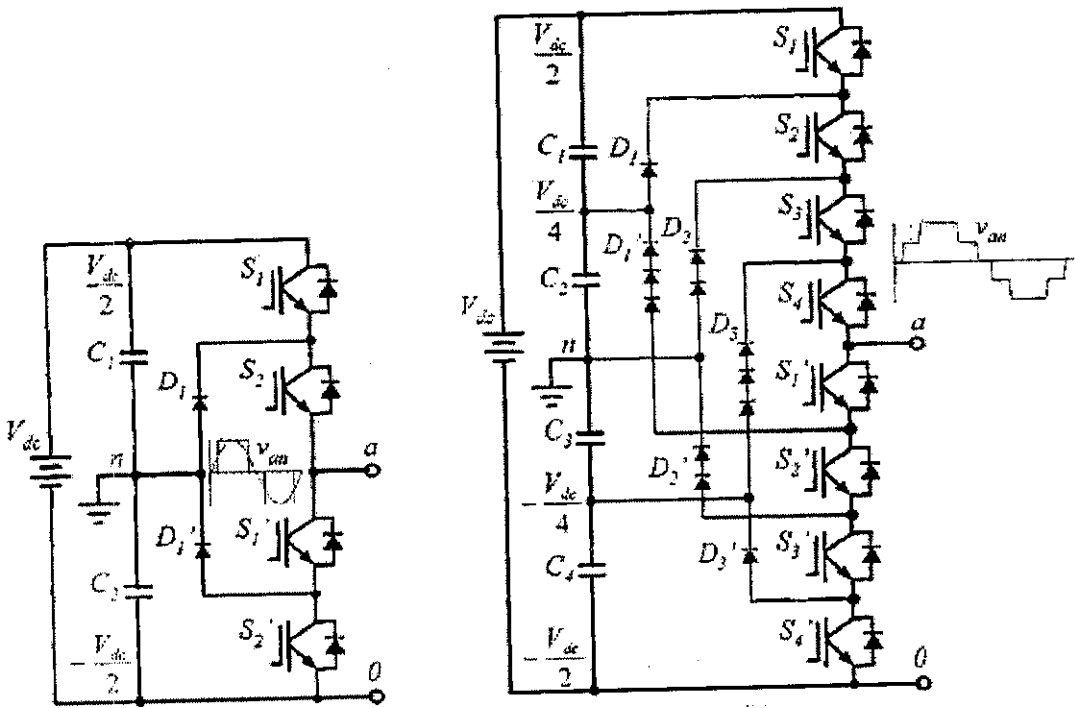 V_dc/2
S_1
C_1
D_1
S_2
V_dc
n
v_an
a
D_1'
S_1'
C_2
S_2'
-V_dc/2
0
V_dc/2
S_1
S_2
C_1
D_1
V_dc/4
S_3
D_1'
D_2
v_an
C_2
S_4
V_dc
D_3
n
a
S_1'
C_3
D_2'
S_2'
-V_dc/4
S_3'
C_4
D_3'
S_4'
-V_dc/2
0